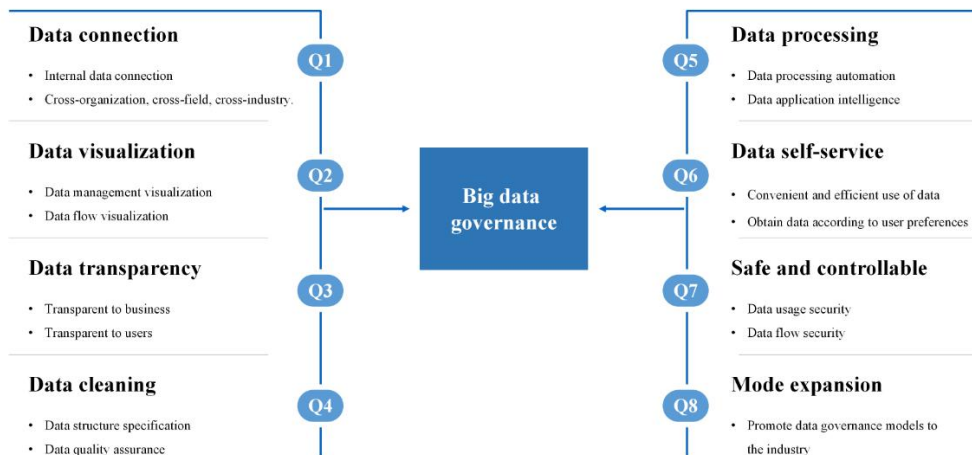 Data connection
• Internal data connection
• Cross-organization, cross-field, cross-industry.
Q1
Data visualization
• Data management visualization
• Data flow visualization
Q2
Data transparency
• Transparent to business
• Transparent to users
Q3
Data cleaning
• Data structure specification
• Data quality assurance
Q4
Big data
governance
Q5
Data processing
• Data processing automation
• Data application intelligence
Q6
Data self-service
• Convenient and efficient use of data
• Obtain data according to user preferences
Q7
Safe and controllable
• Data usage security
• Data flow security
Q8
Mode expansion
• Promote data governance models to
the industry